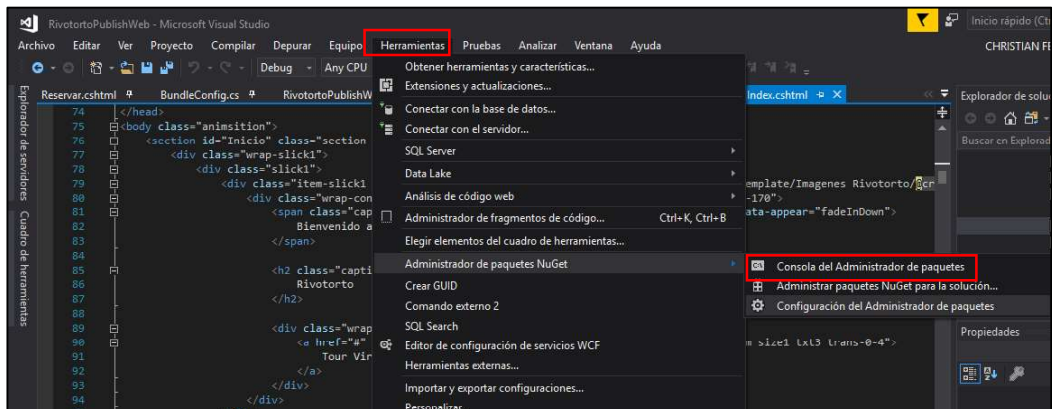 RivotortoPublishWeb - Microsoft Visual Studio
Inicio rápido (Ctr
Archivo Editar Ver Proyecto Compilar Depurar Equipo Herramientas Pruebas Analizar Ventana Ayuda
CHRISTIAN FE
Debug Any CPU
Explorador de servidores
Cuadro de herramientas
Reservar.cshtml BundleConfig.cs RivotortoPublishW
Index.cshtml
74 </head>
75 <body class="animsition">
76 <section id="Inicio" class="section
77 <div class="wrap-slick1">
78 <div class="slick1">
79 <div class="item-slick1
emplate/Imagenes Rivotorto/@cr
80 <div class="wrap-con
-170">
81 <span class="cap
ata-appear="fadeInDown">
82 Bienvenido a
83 </span>
84
85 <h2 class="capti
86 Rivotorto
87 </h2>
88
89 <div class="wrap
90 <a href="#"
m size1 txt3 trans-0-4">
91 Tour Vir
92 </a>
93 </div>
94 </div>
Obtener herramientas y características...
Extensiones y actualizaciones...
Conectar con la base de datos...
Conectar con el servidor...
SQL Server
Data Lake
Análisis de código web
Administrador de fragmentos de código... Ctrl+K, Ctrl+B
Elegir elementos del cuadro de herramientas...
Administrador de paquetes NuGet
Crear GUID
Comando externo 2
SQL Search
Editor de configuración de servicios WCF
Herramientas externas...
Importar y exportar configuraciones...
Personalizar
Consola del Administrador de paquetes
Administrar paquetes NuGet para la solución...
Configuración del Administrador de paquetes
Explorador de soluc
Buscar en Explorad
Propiedades